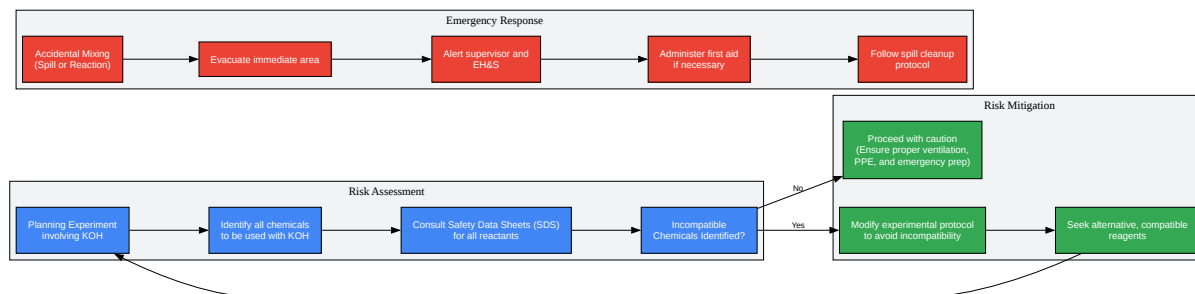 Emergency Response
Accidental Mixing
(Spill or Reaction)
Evacuate immediate area
Alert supervisor and
EH&S
Administer first aid
if necessary
Follow spill cleanup
protocol
Risk Mitigation
Proceed with caution
(Ensure proper ventilation,
PPE, and emergency prep)
Risk Assessment
Planning Experiment
involving KOH
Identify all chemicals
to be used with KOH
Consult Safety Data Sheets (SDS)
for all reactants
Incompatible
Chemicals Identified?
No
Yes
Modify experimental protocol
to avoid incompatibility
Seek alternative, compatible
reagents